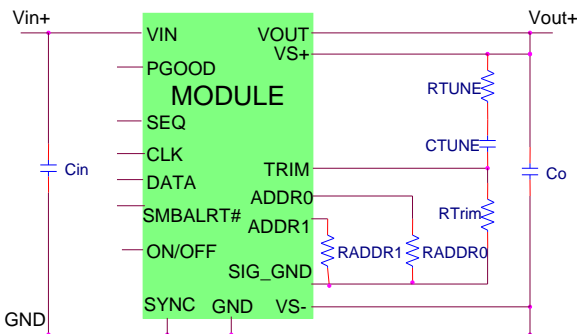 Vin+
Vout+
VIN
VOUT
VS+
PGOOD
RTUNE
MODULE
SEQ
CTUNE
CLK
TRIM
Cin
Co
DATA
ADDR0
RTrim
SMBALRT#
ADDR1
ON/OFF
RADDR1
RADDR0
SIG_GND
SYNC
GND
VS-
GND